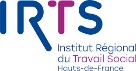 IRTS
Institut Régional
du Travail Social
Hauts-de-France